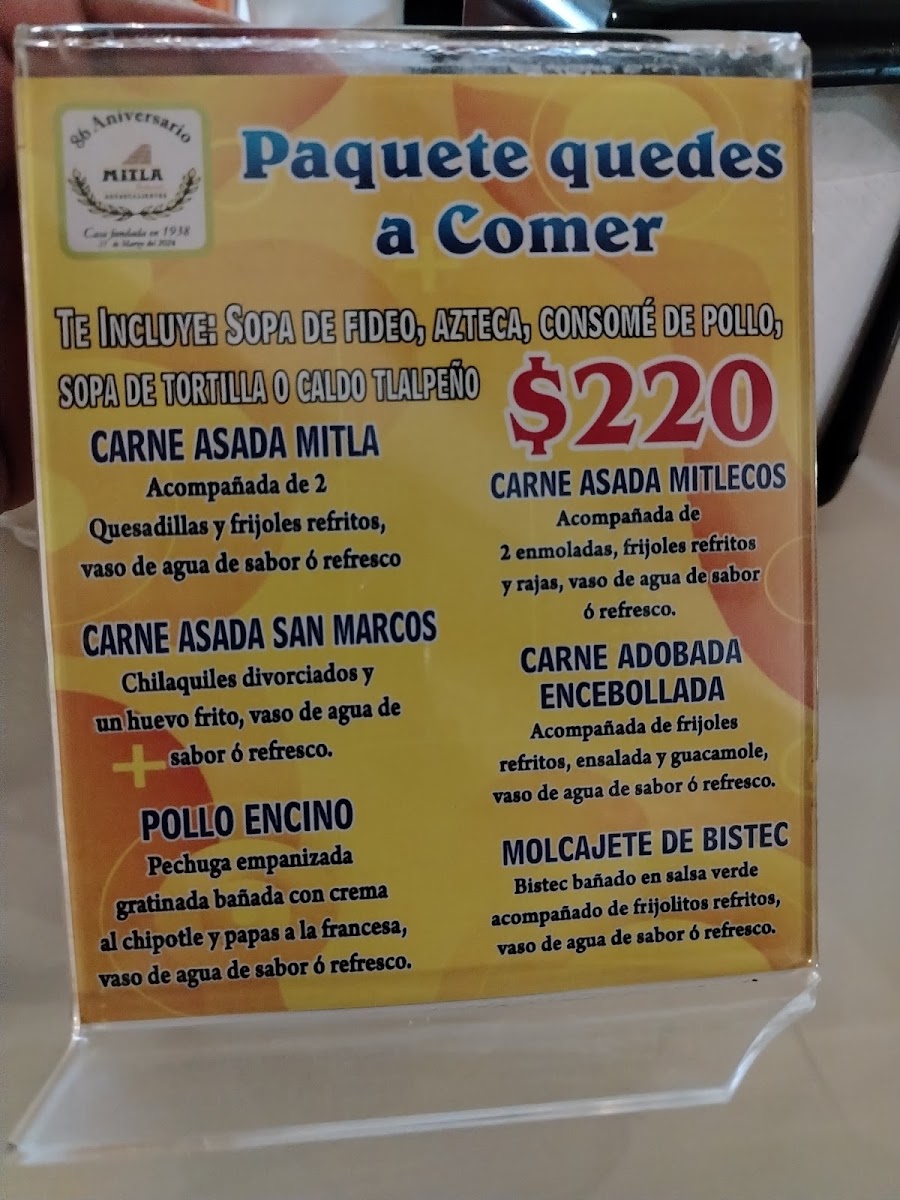 86 Aniversario
MITLA
AGUASCALIENTES
Casa fundada en 1938
Paquete quedes
a Comer
TE INCLUYE: SOPA DE FIDEO, AZTECA, CONSOMÉ DE POLLO,
SOPA DE TORTILLA O CALDO TLALPEÑO
$220
CARNE ASADA MITLA
Acompañada de 2
Quesadillas y frijoles refritos,
vaso de agua de sabor ó refresco
CARNE ASADA SAN MARCOS
Chilaquiles divorciados y
un huevo frito, vaso de agua de
sabor ó refresco.
POLLO ENCINO
Pechuga empanizada
gratinada bañada con crema
al chipotle y papas a la francesa,
vaso de agua de sabor ó refresco.
CARNE ASADA MITLECOS
Acompañada de
2 enmoladas, frijoles refritos
y rajas, vaso de agua de sabor
ó refresco.
CARNE ADOBADA
ENCEBOLLADA
Acompañada de frijoles
refritos, ensalada y guacamole,
vaso de agua de sabor ó refresco.
MOLCAJETE DE BISTEC
Bistec bañado en salsa verde
acompañado de frijolitos refritos,
vaso de agua de sabor ó refresco.